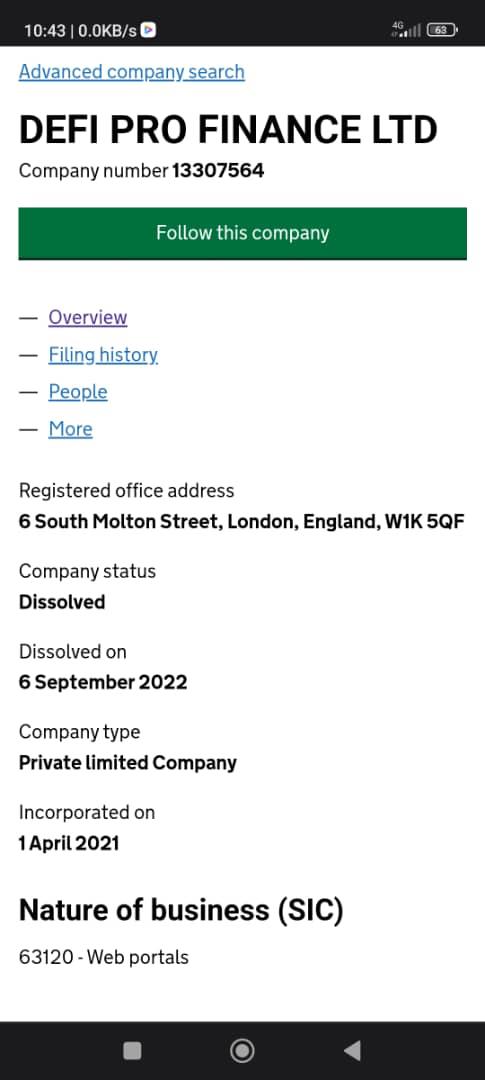 10:43 | 0.0KB/s
4G
63
Advanced company search
DEFI PRO FINANCE LTD
Company number 13307564
Follow this company
— Overview
— Filing history
— People
— More
Registered office address
6 South Molton Street, London, England, W1K 5QF
Company status
Dissolved
Dissolved on
6 September 2022
Company type
Private limited Company
Incorporated on
1 April 2021
Nature of business (SIC)
63120 - Web portals